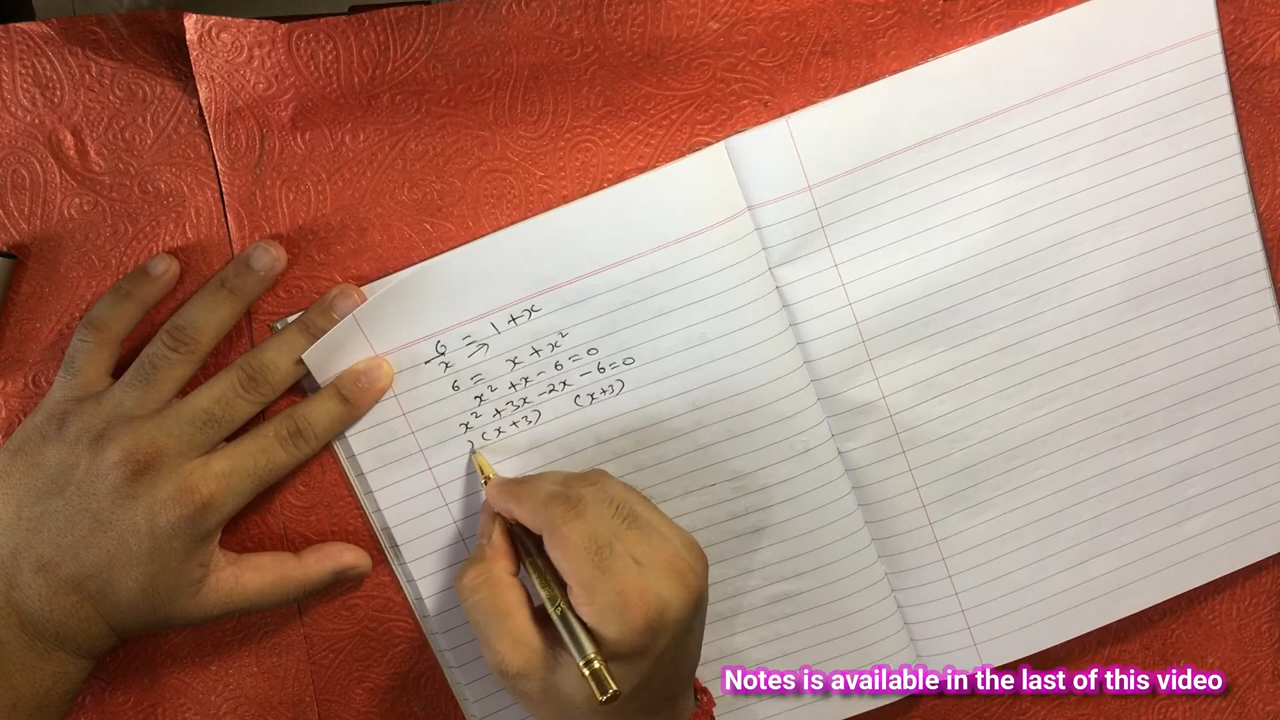 6/x = 1 + x
6 = x + x²
x² + x - 6 = 0
x² + 3x - 2x - 6 = 0
x(x+3) (x+3)
Notes is available in the last of this video